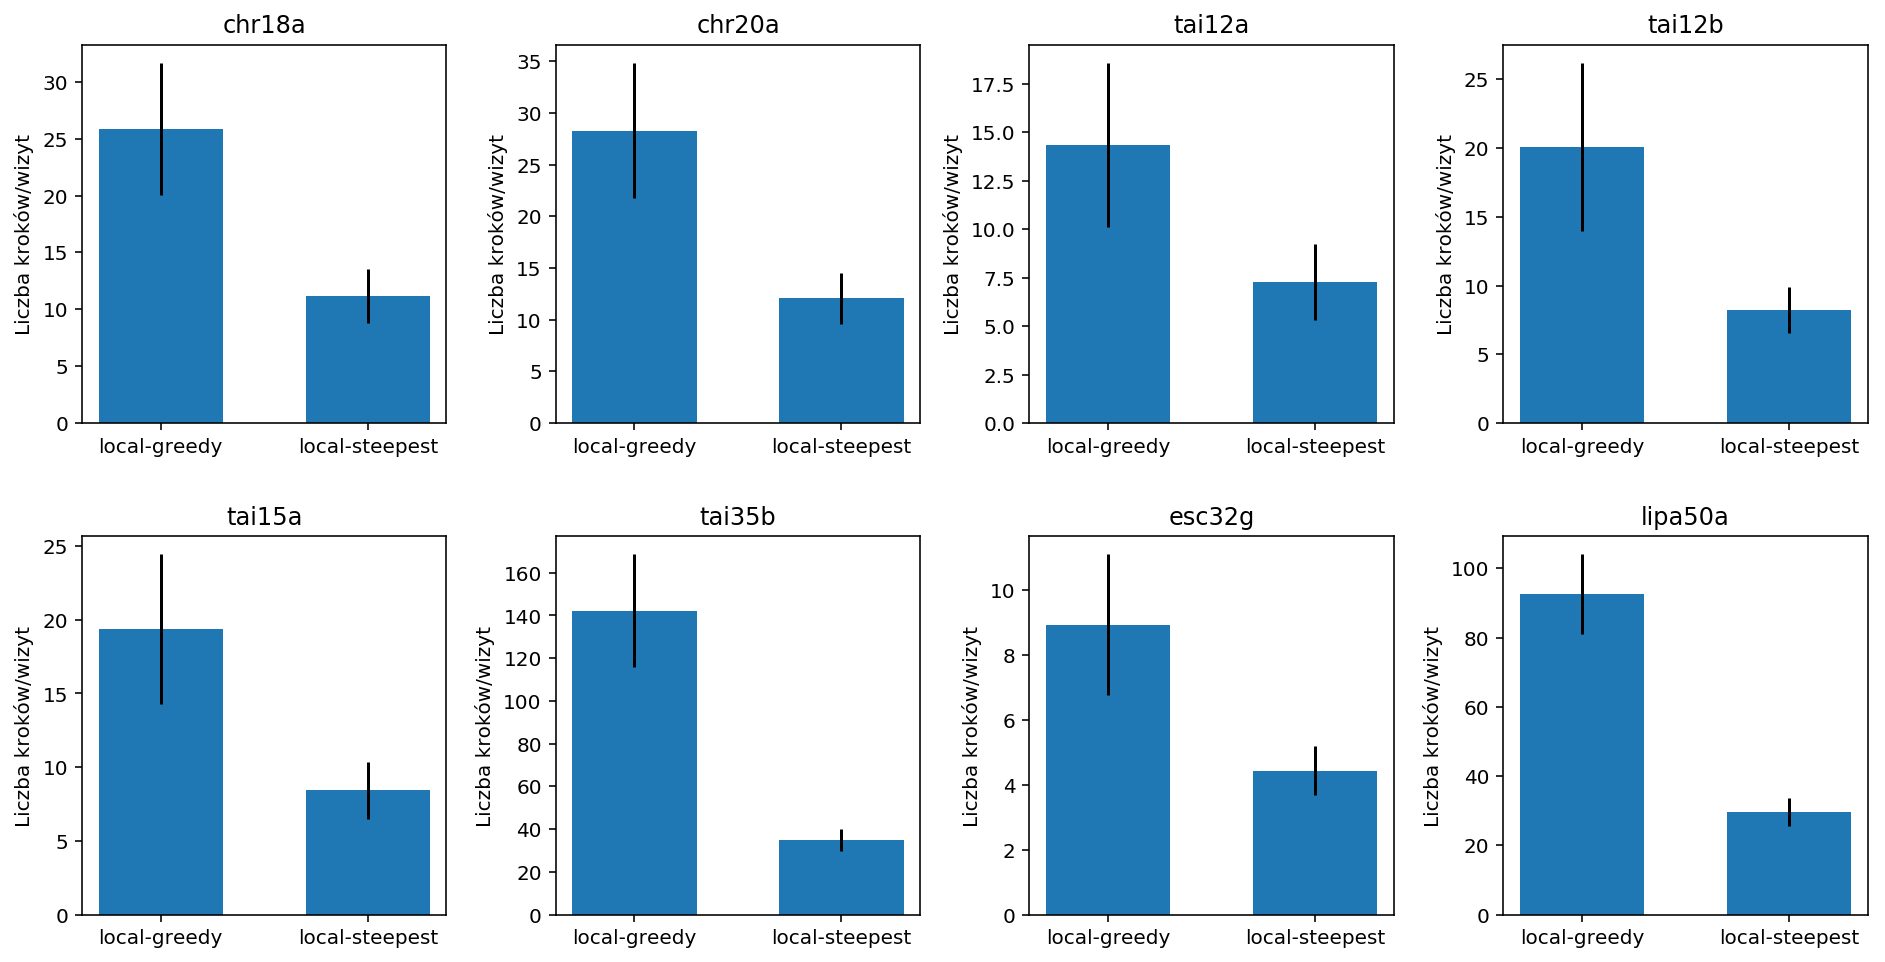 chr18a
Liczba kroków/wizyt
30
25
20
15
10
5
0
local-greedy local-steepest
chr20a
Liczba kroków/wizyt
35
30
25
20
15
10
5
0
local-greedy local-steepest
tai12a
Liczba kroków/wizyt
17.5
15.0
12.5
10.0
7.5
5.0
2.5
0.0
local-greedy local-steepest
tai12b
Liczba kroków/wizyt
25
20
15
10
5
0
local-greedy local-steepest
tai15a
Liczba kroków/wizyt
25
20
15
10
5
0
local-greedy local-steepest
tai35b
Liczba kroków/wizyt
160
140
120
100
80
60
40
20
0
local-greedy local-steepest
esc32g
Liczba kroków/wizyt
10
8
6
4
2
0
local-greedy local-steepest
lipa50a
Liczba kroków/wizyt
100
80
60
40
20
0
local-greedy local-steepest